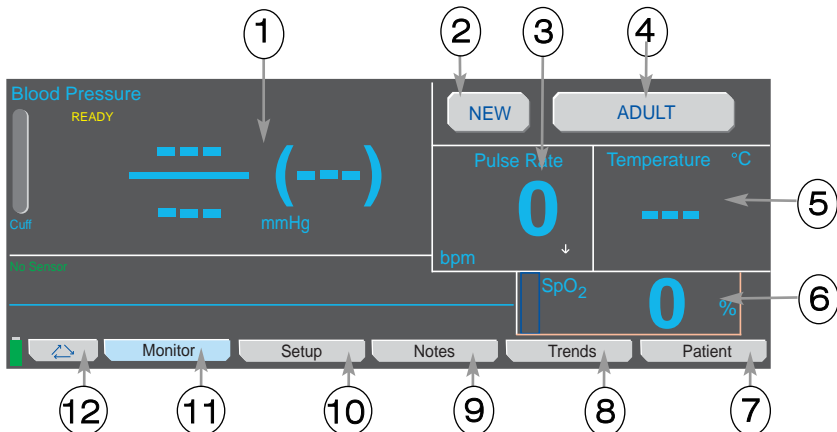 1
2
3
4
Blood Pressure
READY
NEW
ADULT
Pulse Rate
Temperature °C
--- (---)
---
0
---
5
Cuff
mmHg
↓
bpm
No Sensor
SpO2
0
%
6
Monitor
Setup
Notes
Trends
Patient
12
11
10
9
8
7